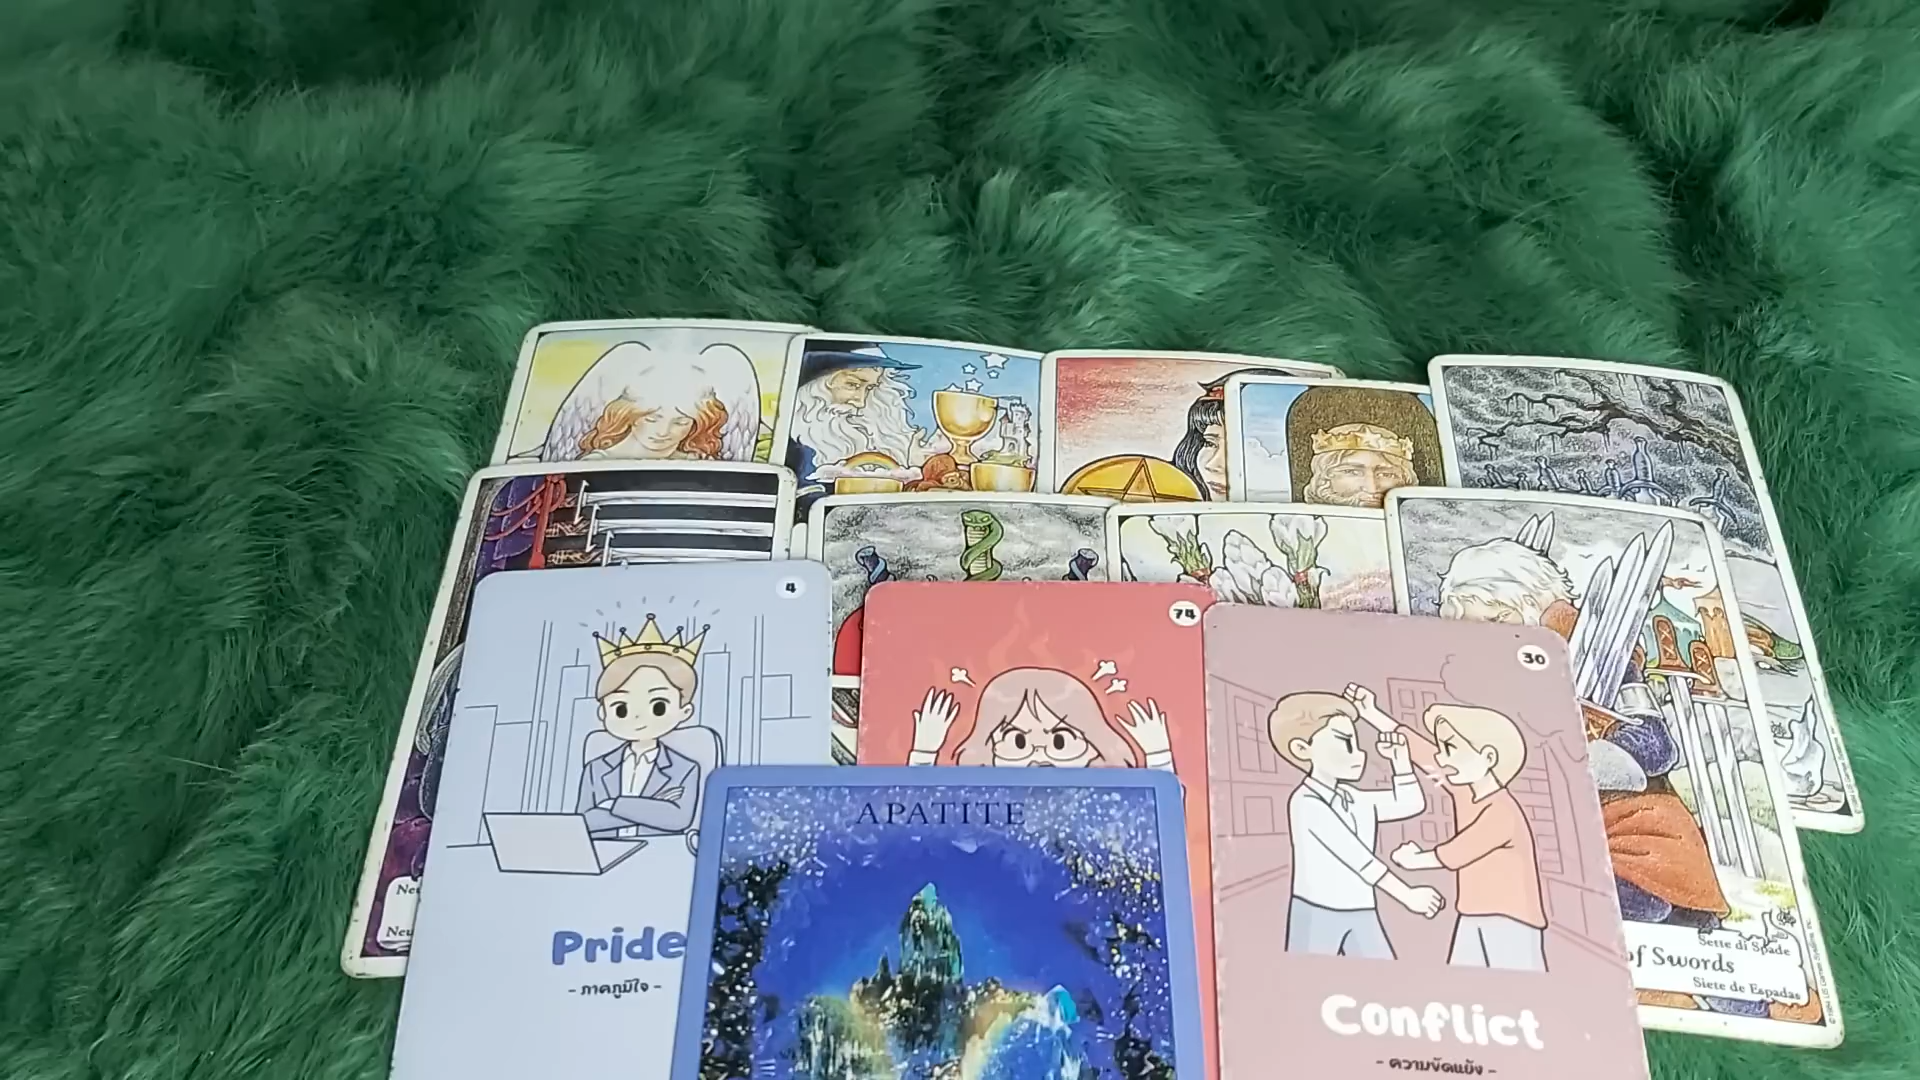 4
Pride
- ภาคภูมิใจ -
74
APATITE
30
Conflict
- ความขัดแย้ง -
Sette di Spade
of Swords
Siete de Espadas